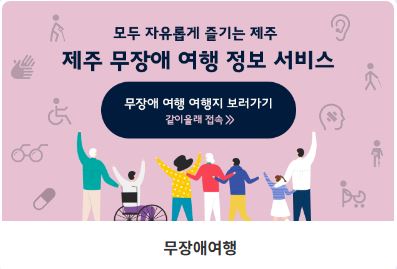 모두 자유롭게 즐기는 제주
제주 무장애 여행 정보 서비스
무장애 여행 여행지 보러가기
같이올래 접속 >>
무장애여행